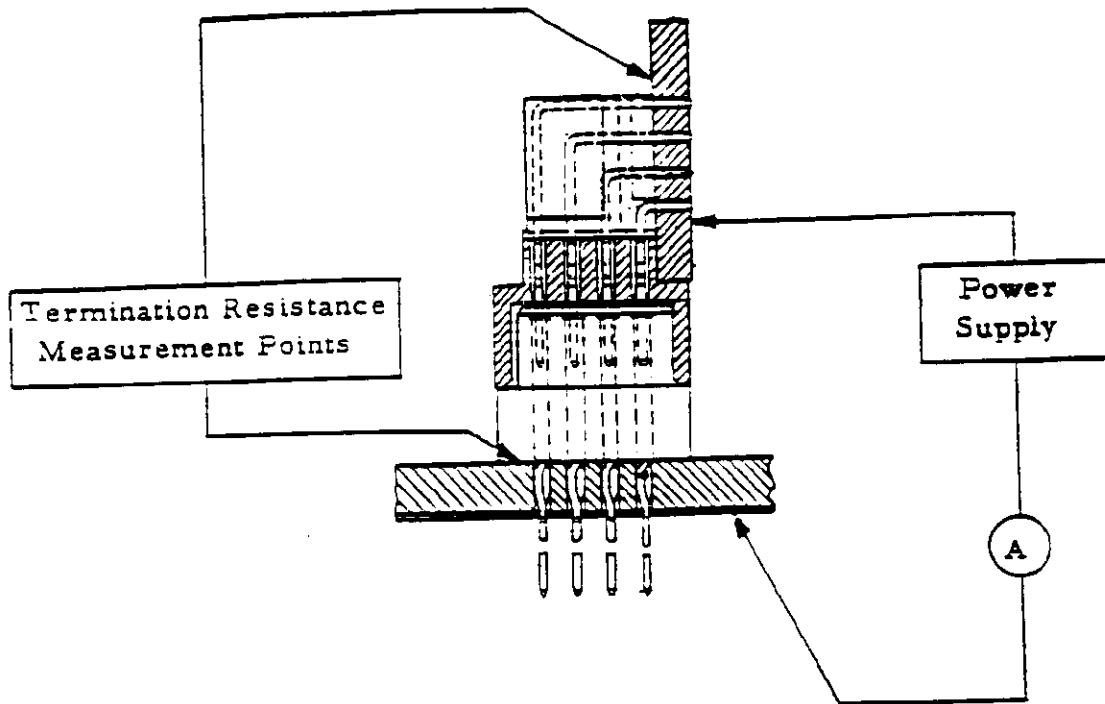 Termination Resistance
Measurement Points
Power
Supply
A